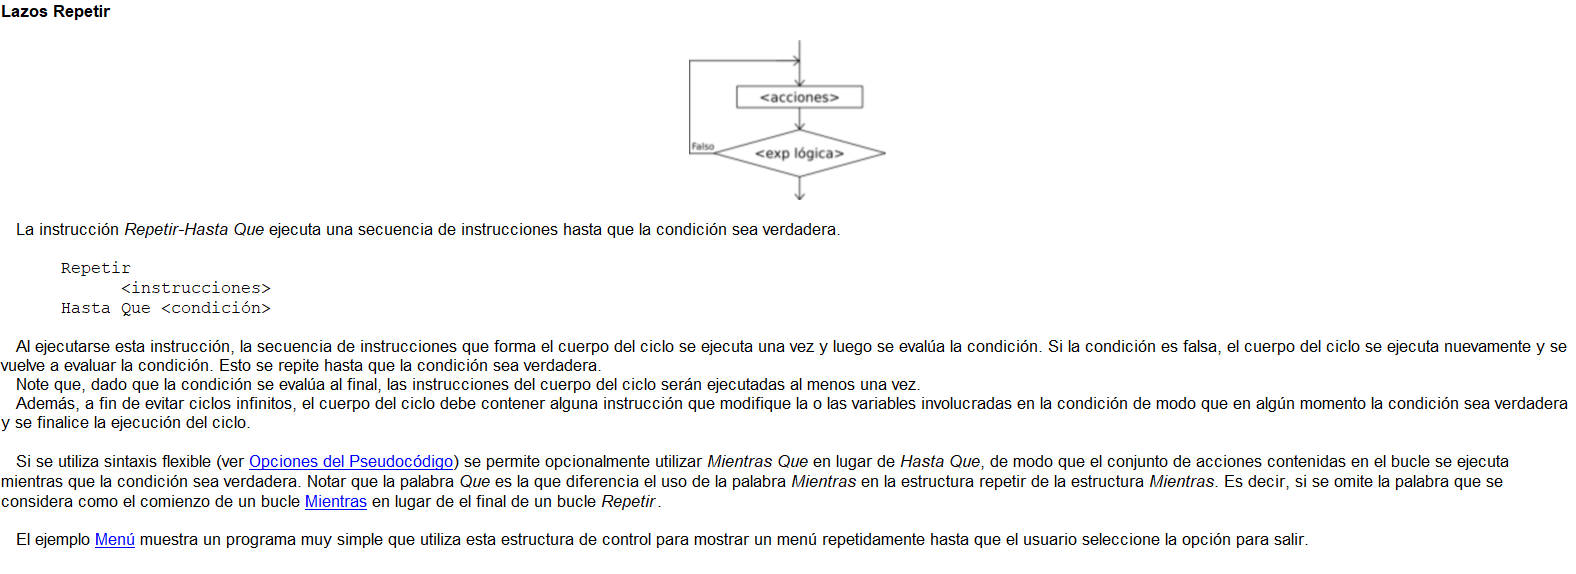 Lazos Repetir
<acciones>
Falso
<exp lógica>
La instrucción Repetir-Hasta Que ejecuta una secuencia de instrucciones hasta que la condición sea verdadera.
Repetir
<instrucciones>
Hasta Que <condición>
Al ejecutarse esta instrucción, la secuencia de instrucciones que forma el cuerpo del ciclo se ejecuta una vez y luego se evalúa la condición. Si la condición es falsa, el cuerpo del ciclo se ejecuta nuevamente y se
vuelve a evaluar la condición. Esto se repite hasta que la condición sea verdadera.
Note que, dado que la condición se evalúa al final, las instrucciones del cuerpo del ciclo serán ejecutadas al menos una vez.
Además, a fin de evitar ciclos infinitos, el cuerpo del ciclo debe contener alguna instrucción que modifique la o las variables involucradas en la condición de modo que en algún momento la condición sea verdadera
y se finalice la ejecución del ciclo.
Si se utiliza sintaxis flexible (ver Opciones del Pseudocódigo) se permite opcionalmente utilizar Mientras Que en lugar de Hasta Que, de modo que el conjunto de acciones contenidas en el bucle se ejecuta
mientras que la condición sea verdadera. Notar que la palabra Que es la que diferencia el uso de la palabra Mientras en la estructura repetir de la estructura Mientras. Es decir, si se omite la palabra que se
considera como el comienzo de un bucle Mientras en lugar de el final de un bucle Repetir.
El ejemplo Menú muestra un programa muy simple que utiliza esta estructura de control para mostrar un menú repetidamente hasta que el usuario seleccione la opción para salir.